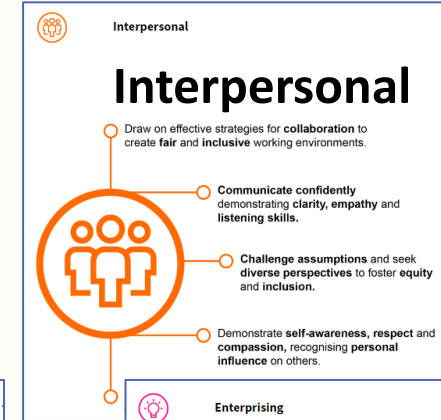 Interpersonal
Interpersonal
Draw on effective strategies for collaboration to
create fair and inclusive working environments.
Communicate confidently
demonstrating clarity, empathy and
listening skills.
Challenge assumptions and seek
diverse perspectives to foster equity
and inclusion.
Demonstrate self-awareness, respect and
compassion, recognising personal
influence on others.
Enterprising